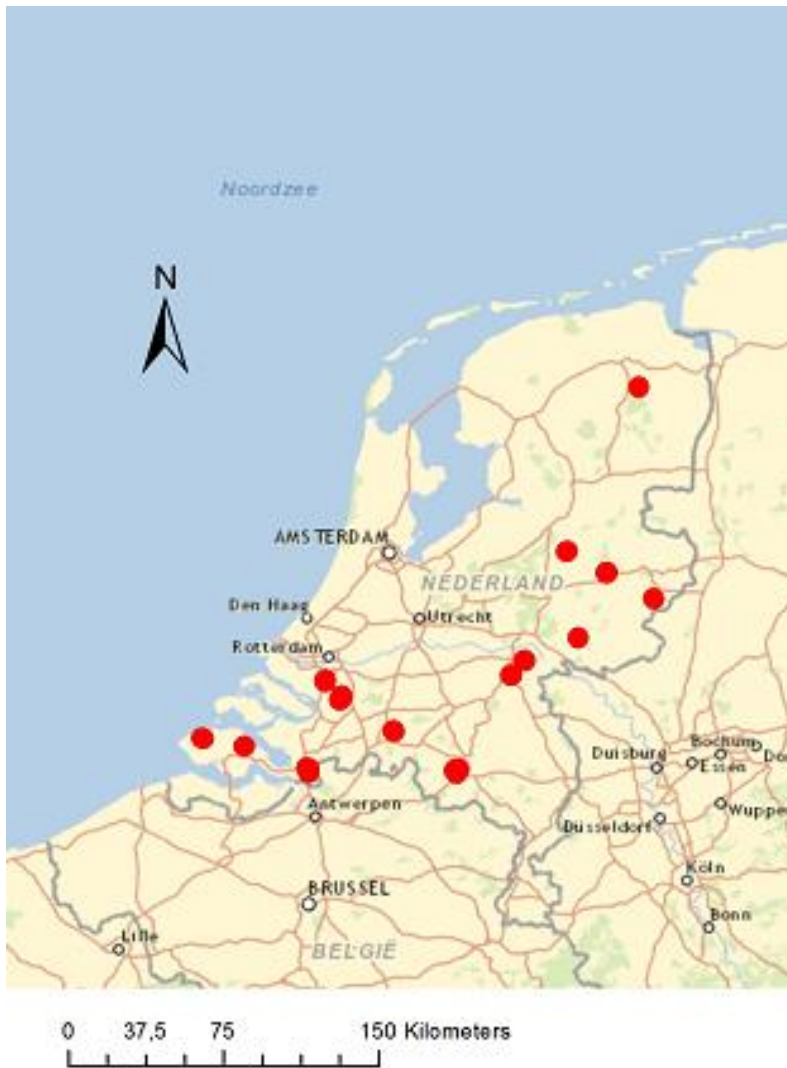 Noordzee
N
AMSTERDAM
NEDERLAND
Den Haag
Utrecht
Rotterdam
Duisburg
Bochum
Essen
Antwerpen
Düsseldorf
Köln
BRUSSEL
Bonn
Lille
BELGIË
0 37,5 75 150 Kilometers